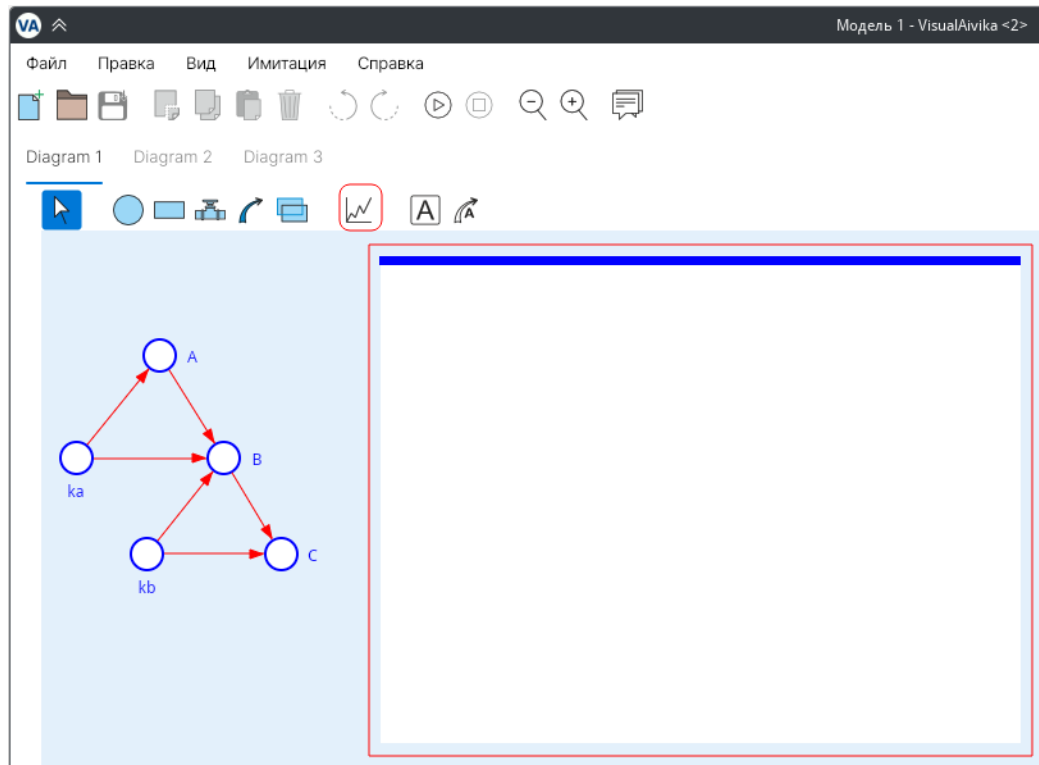 VA Модель 1 - VisualAivika <2>
Файл Правка Вид Имитация Справка
Diagram 1 Diagram 2 Diagram 3
A A
A
B
ka
C
kb